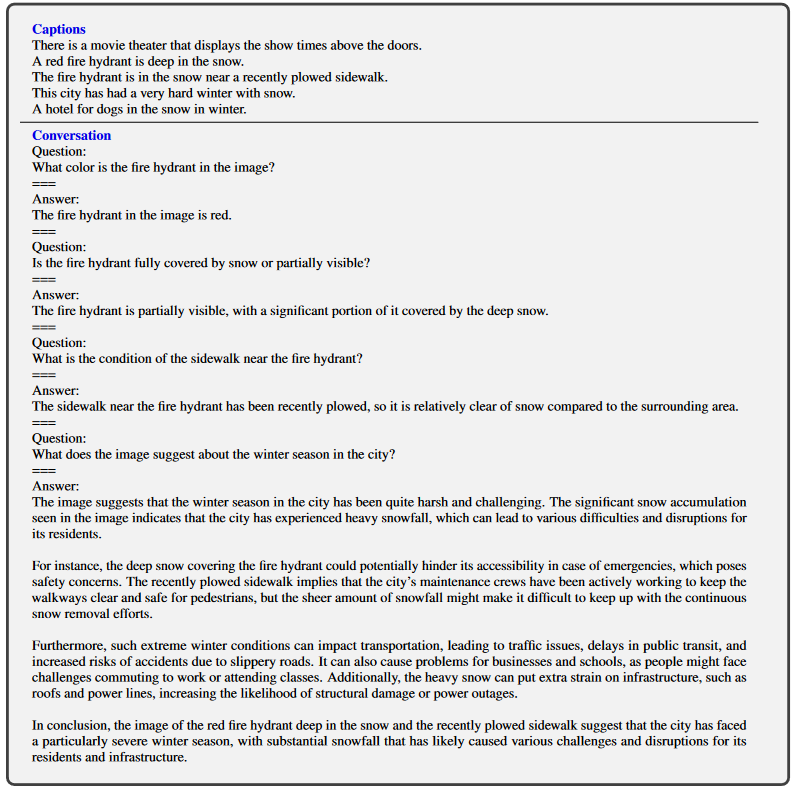 Captions
There is a movie theater that displays the show times above the doors.
A red fire hydrant is deep in the snow.
The fire hydrant is in the snow near a recently plowed sidewalk.
This city has had a very hard winter with snow.
A hotel for dogs in the snow in winter.
Conversation
Question:
What color is the fire hydrant in the image?
===
Answer:
The fire hydrant in the image is red.
===
Question:
Is the fire hydrant fully covered by snow or partially visible?
===
Answer:
The fire hydrant is partially visible, with a significant portion of it covered by the deep snow.
===
Question:
What is the condition of the sidewalk near the fire hydrant?
===
Answer:
The sidewalk near the fire hydrant has been recently plowed, so it is relatively clear of snow compared to the surrounding area.
===
Question:
What does the image suggest about the winter season in the city?
===
Answer:
The image suggests that the winter season in the city has been quite harsh and challenging. The significant snow accumulation
seen in the image indicates that the city has experienced heavy snowfall, which can lead to various difficulties and disruptions for
its residents.
For instance, the deep snow covering the fire hydrant could potentially hinder its accessibility in case of emergencies, which poses
safety concerns. The recently plowed sidewalk implies that the city's maintenance crews have been actively working to keep the
walkways clear and safe for pedestrians, but the sheer amount of snowfall might make it difficult to keep up with the continuous
snow removal efforts.
Furthermore, such extreme winter conditions can impact transportation, leading to traffic issues, delays in public transit, and
increased risks of accidents due to slippery roads. It can also cause problems for businesses and schools, as people might face
challenges commuting to work or attending classes. Additionally, the heavy snow can put extra strain on infrastructure, such as
roofs and power lines, increasing the likelihood of structural damage or power outages.
In conclusion, the image of the red fire hydrant deep in the snow and the recently plowed sidewalk suggest that the city has faced
a particularly severe winter season, with substantial snowfall that has likely caused various challenges and disruptions for its
residents and infrastructure.